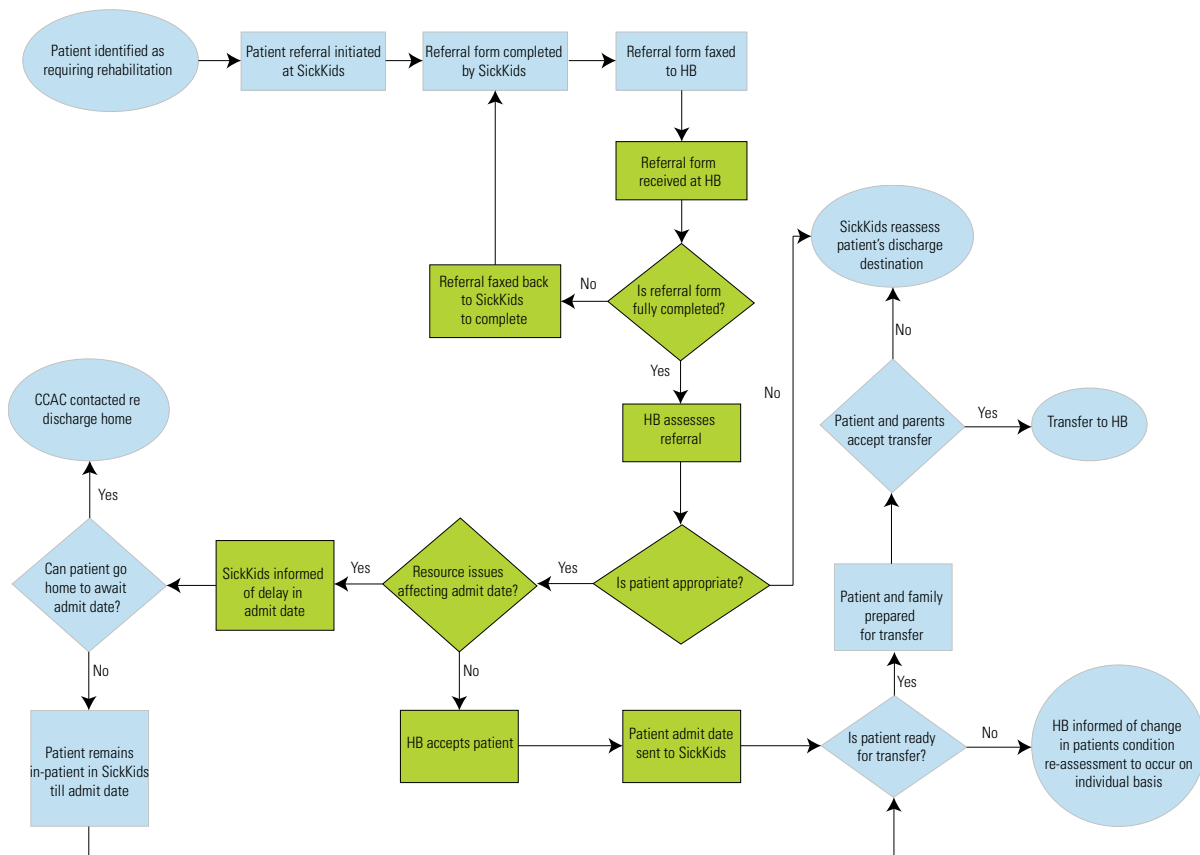 Patient identified as
requiring rehabilitation
Patient referral initiated
at SickKids
Referral form completed
by SickKids
Referral form faxed
to HB
Referral form
received at HB
SickKids reassess
patient's discharge
destination
Referral faxed back
to SickKids
to complete
No
Is referral form
fully completed?
Yes
No
No
CCAC contacted re
discharge home
HB assesses
referral
Patient and parents
accept transfer
Yes
Transfer to HB
Yes
Can patient go
home to await
admit date?
SickKids informed
of delay in
admit date
Yes
Resource issues
affecting admit date?
Yes
Is patient appropriate?
Patient and family
prepared
for transfer
No
No
Yes
Patient remains
in-patient in SickKids
till admit date
HB accepts patient
Patient admit date
sent to SickKids
Is patient ready
for transfer?
No
HB informed of change
in patients condition
re-assessment to occur on
individual basis